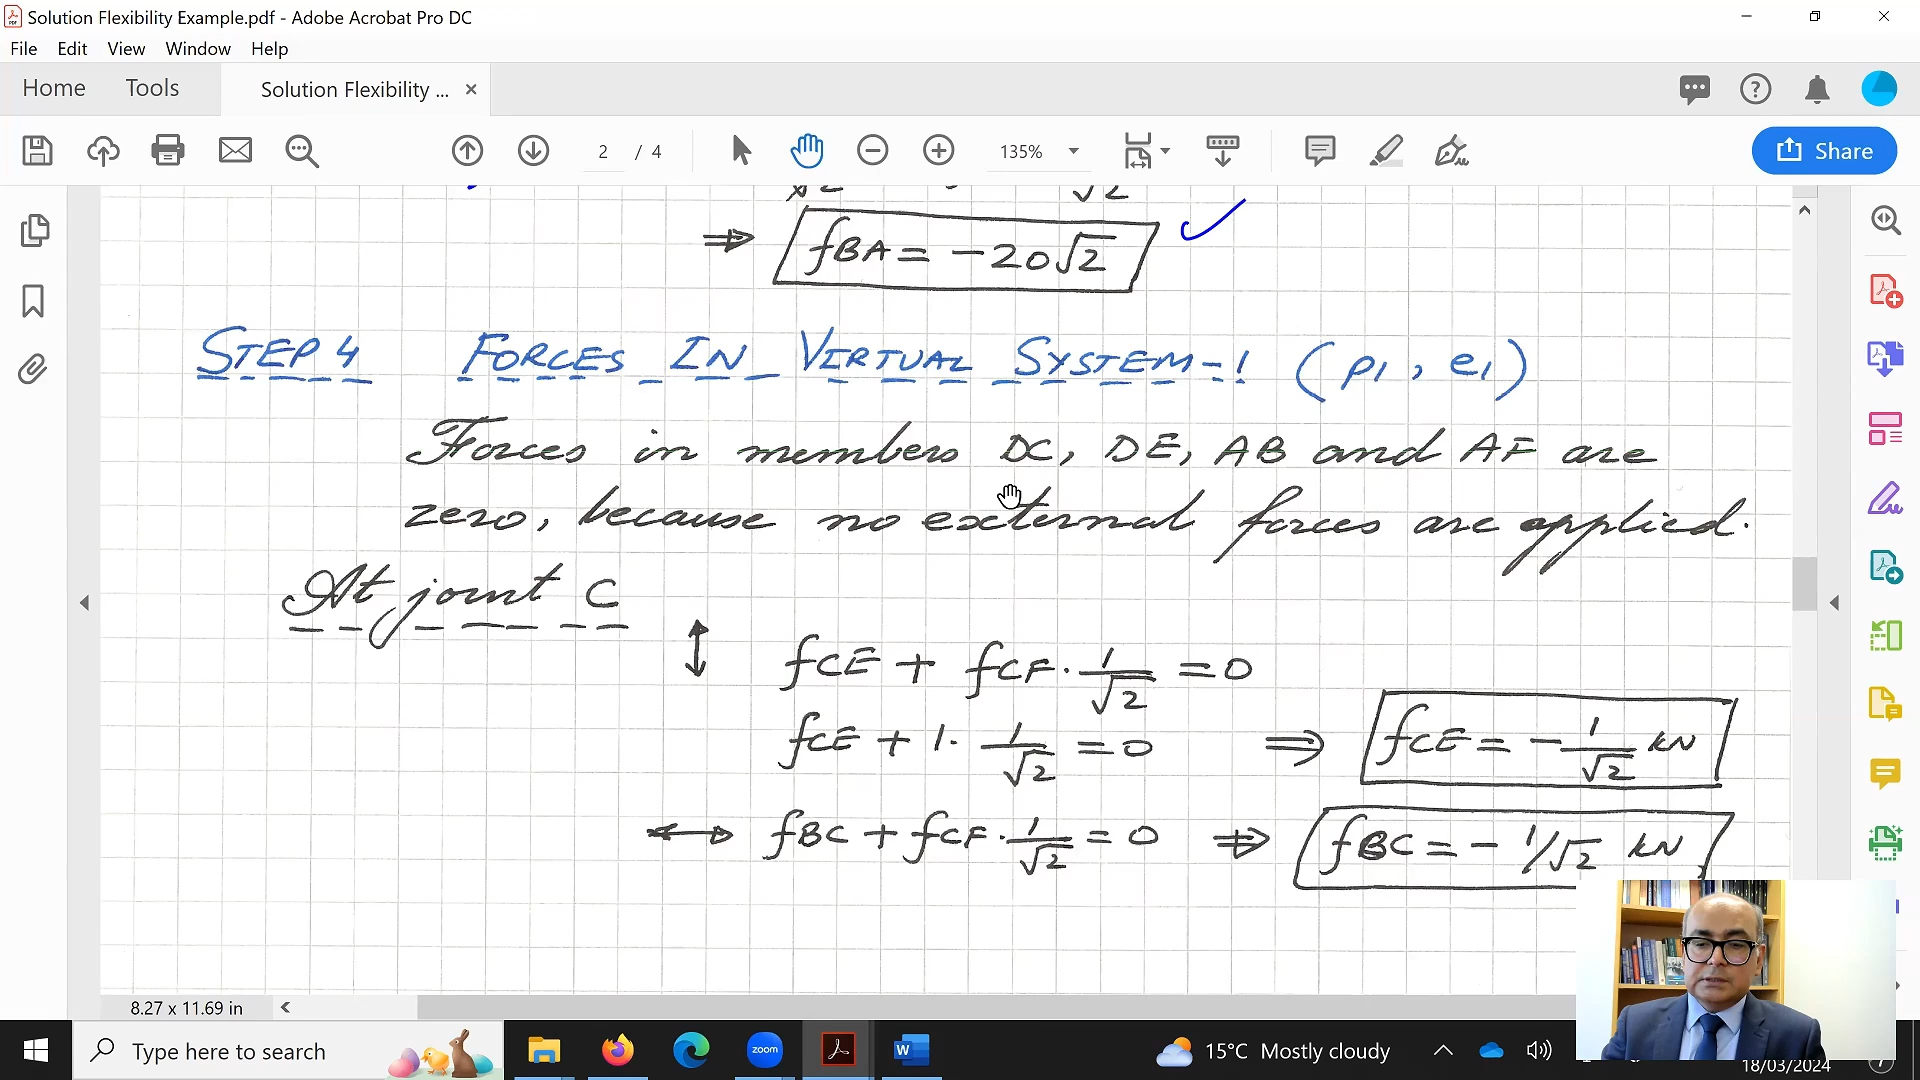 Solution Flexibility Example.pdf - Adobe Acrobat Pro DC
File Edit View Window Help
Home Tools Solution Flexibility ... ×
2 / 4 135% Share
√2
⇒ fBA = -20√2
STEP 4 FORCES IN VIRTUAL SYSTEM-1 (p1, e1)
Forces in members DC, DE, AB and AF are
zero, because no external forces are applied.
At joint C
↕ fCE + fCF · 1/√2 = 0
fCE + 1 · 1/√2 = 0 ⇒ fCE = - 1/√2 kN
↔ fBC + fCF · 1/√2 = 0 ⇒ fBC = - 1/√2 kN
8.27 x 11.69 in
Type here to search zoom W 15°C Mostly cloudy
18/03/2024